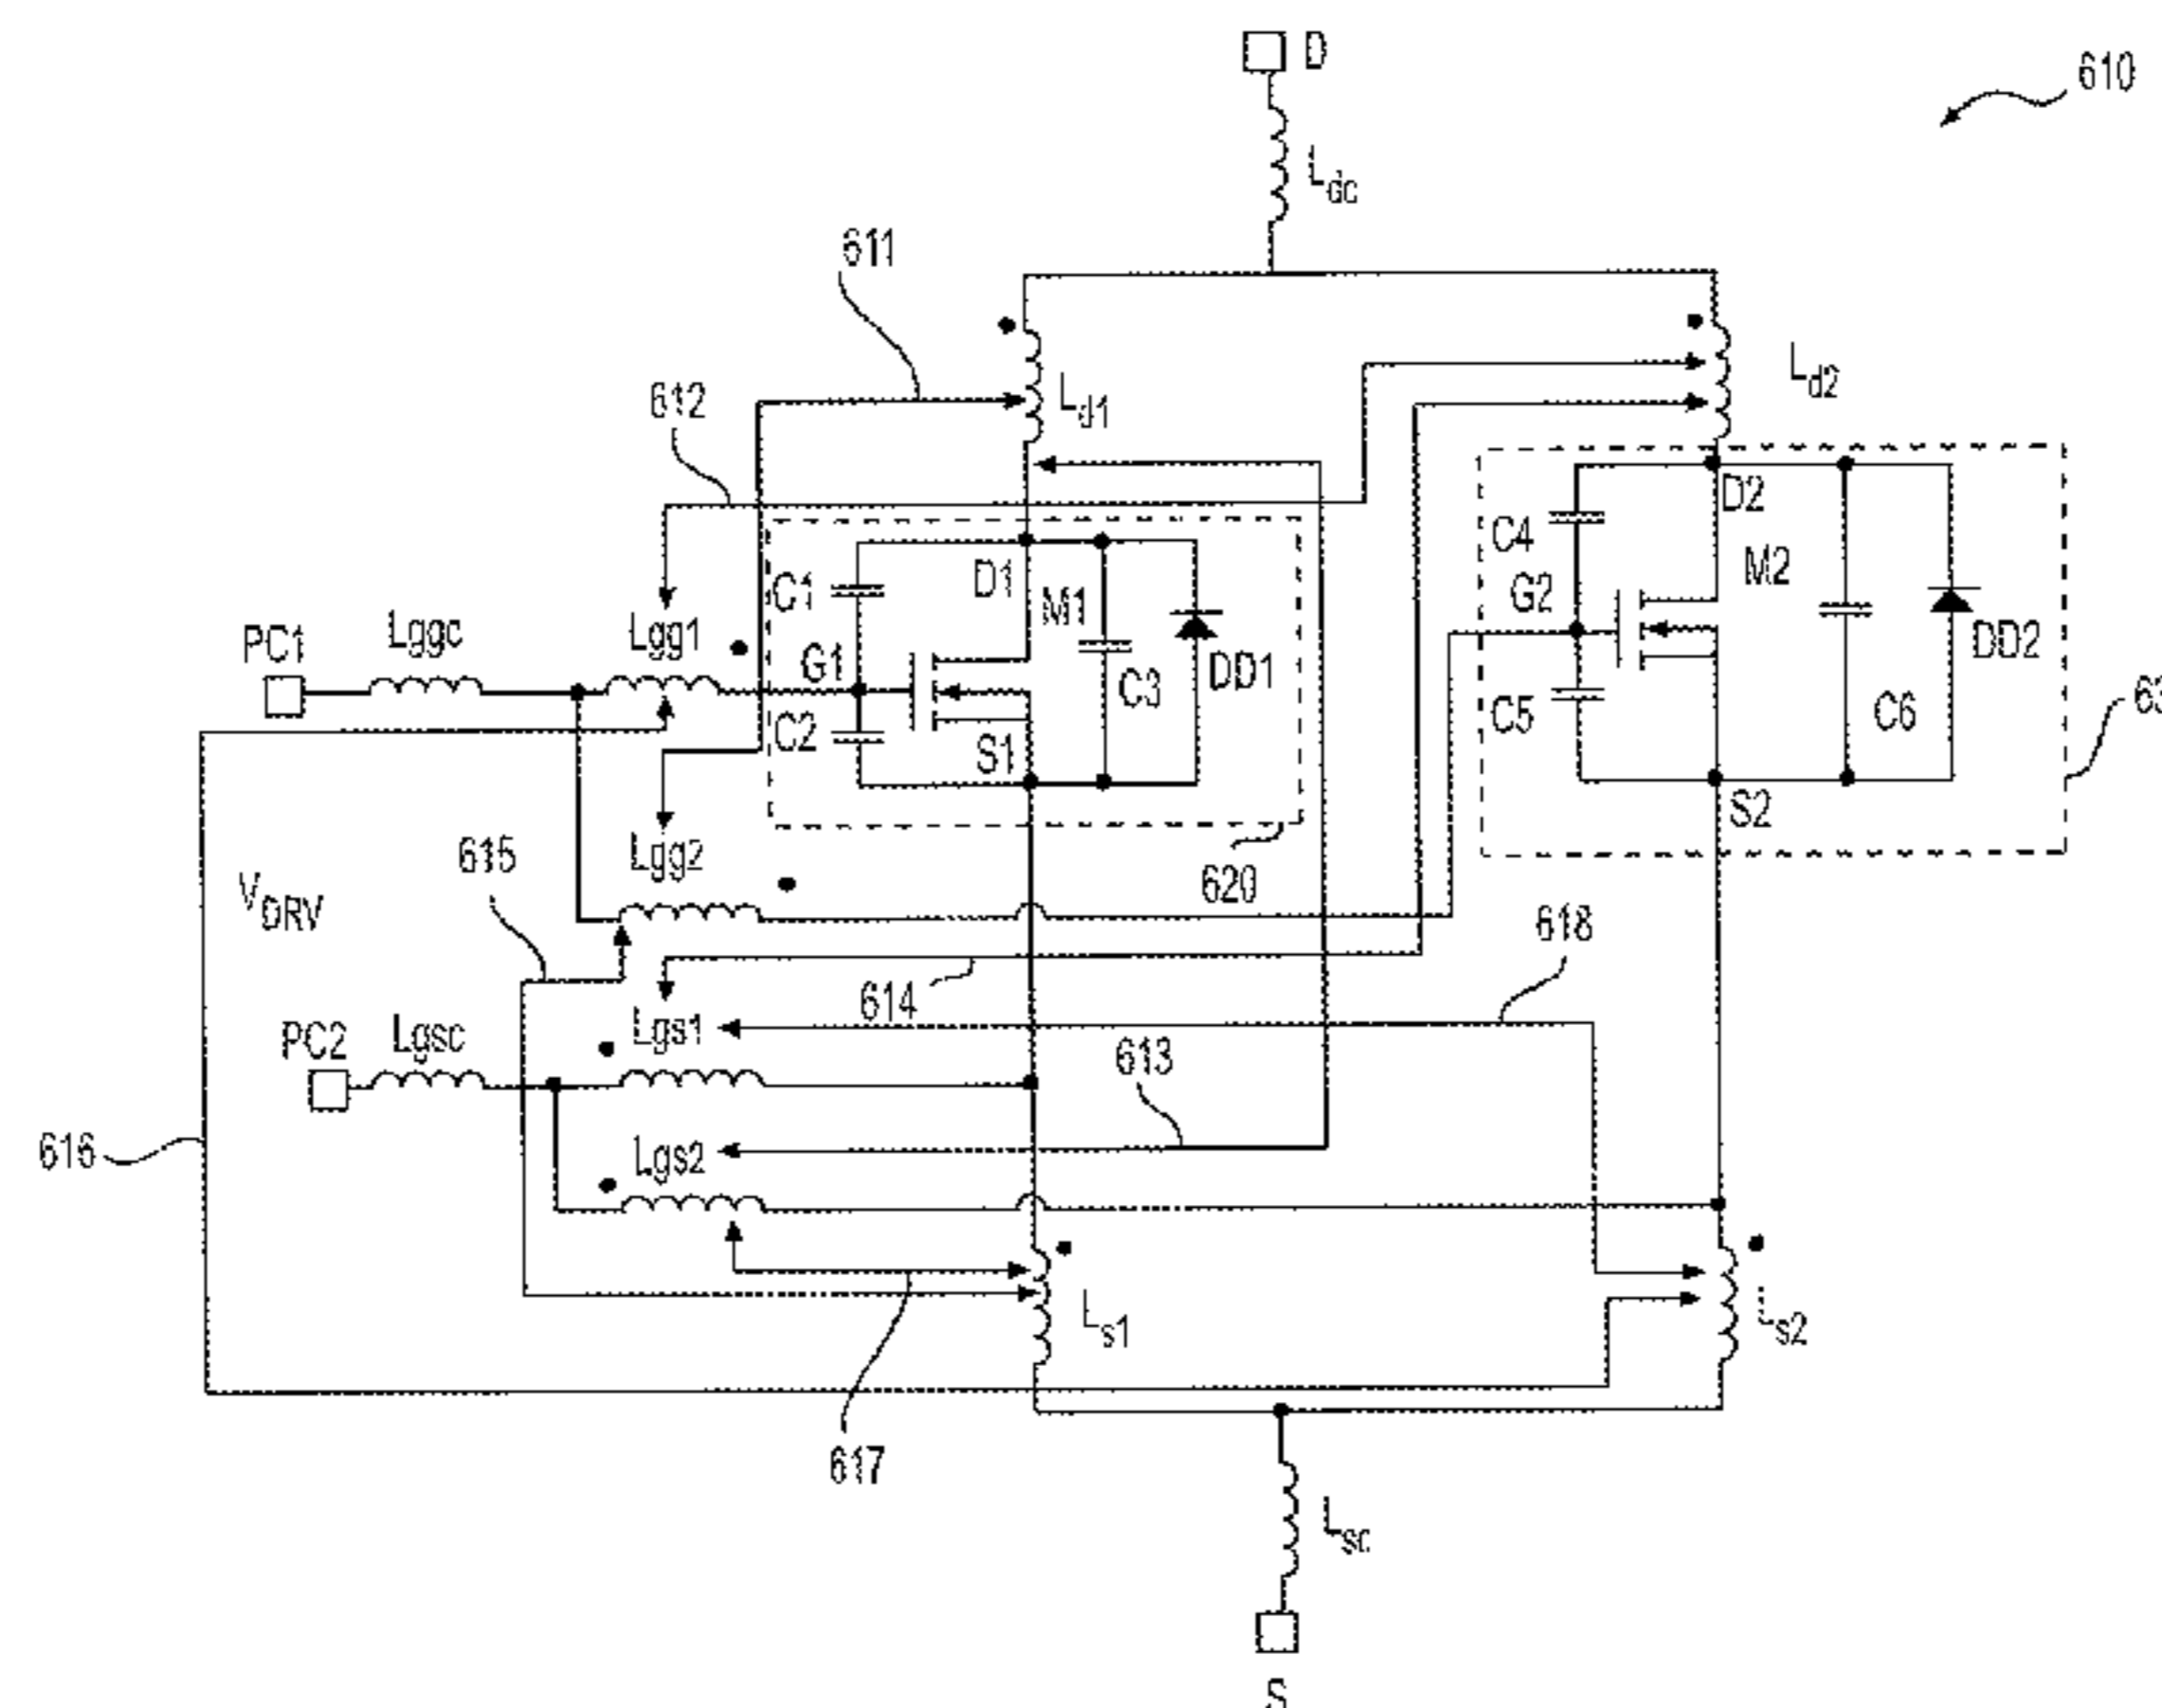 D
610
Ldc
611
612
Ld1
Ld2
C4
D2
M2
G2
C1
D1
M1
Lggc
Lgg1
PC1
G1
C3
DD1
DD2
C2
S1
C5
C6
63
S2
615
Lgg2
620
VDRV
618
614
Lgs1
PC2
Lgsc
613
616
Lgs2
Ls1
Ls2
617
Lsc
S